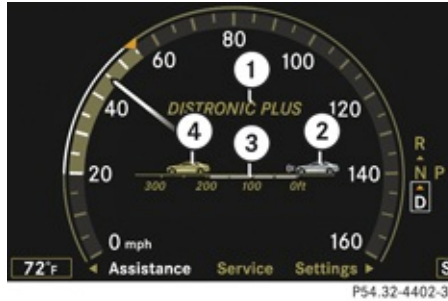 80
60
100
1
40
DISTRONIC PLUS
120
4
3
2
20
300 200 100 0ft
140
R
N P
D
0 mph
160
72°F
Assistance Service Settings
S
P54.32-4402-3